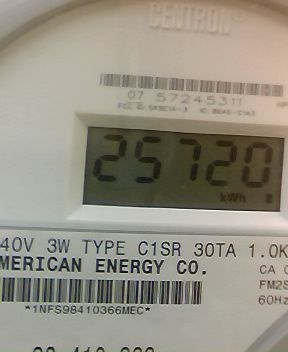 CENTRON®
07 57245311
25720
kWh
40V 3W TYPE C1SR 30TA 1.0K
MERICAN ENERGY CO.
CA 
FM2S
60Hz
*1NFS98410366MEC*